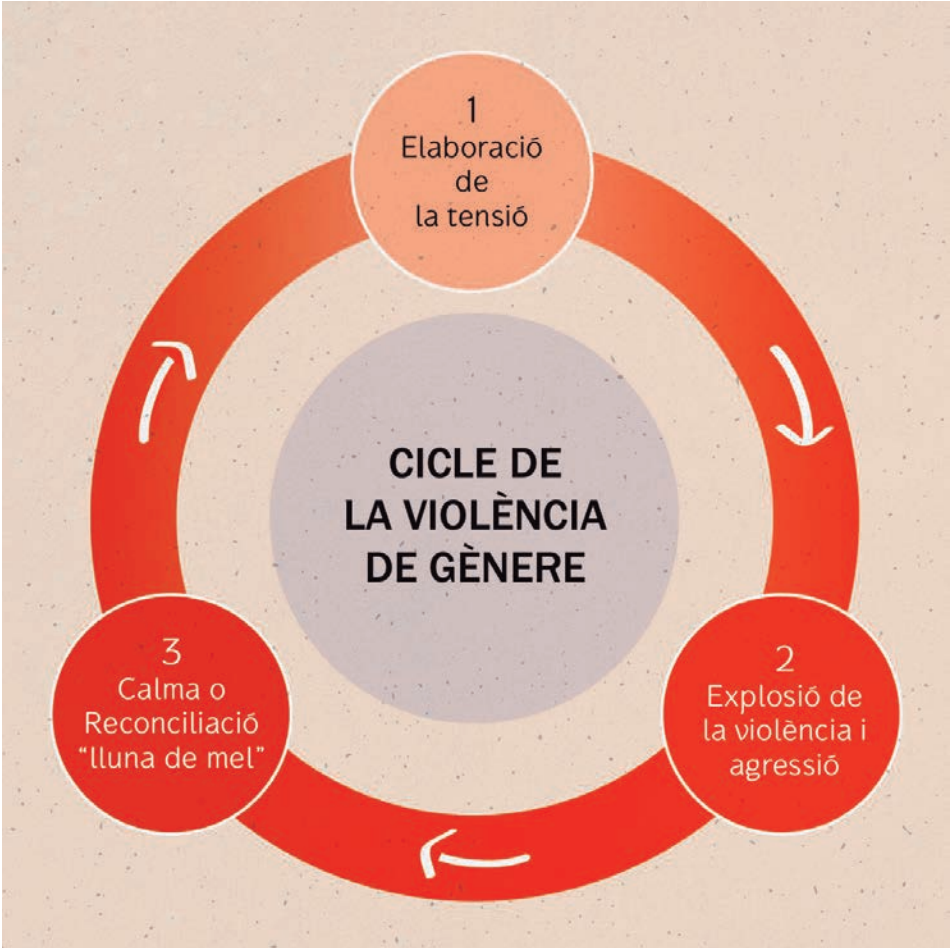 1
Elaboració
de
la tensió
CICLE DE
LA VIOLÈNCIA
DE GÈNERE
2
Explosió de
la violència i
agressió
3
Calma o
Reconciliació
“lluna de mel”